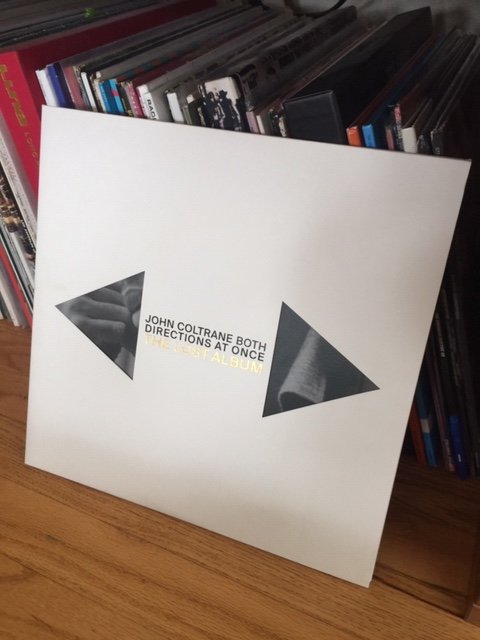 JOHN COLTRANE BOTH
DIRECTIONS AT ONCE
THE LOST ALBUM